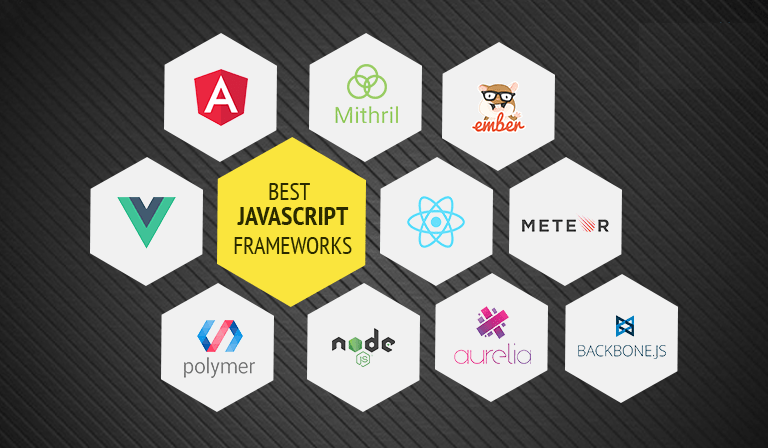 A
Mithril
ember
BEST
JAVASCRIPT
FRAMEWORKS
METEOR
polymer
node
JS
aurelia
BACKBONE.JS